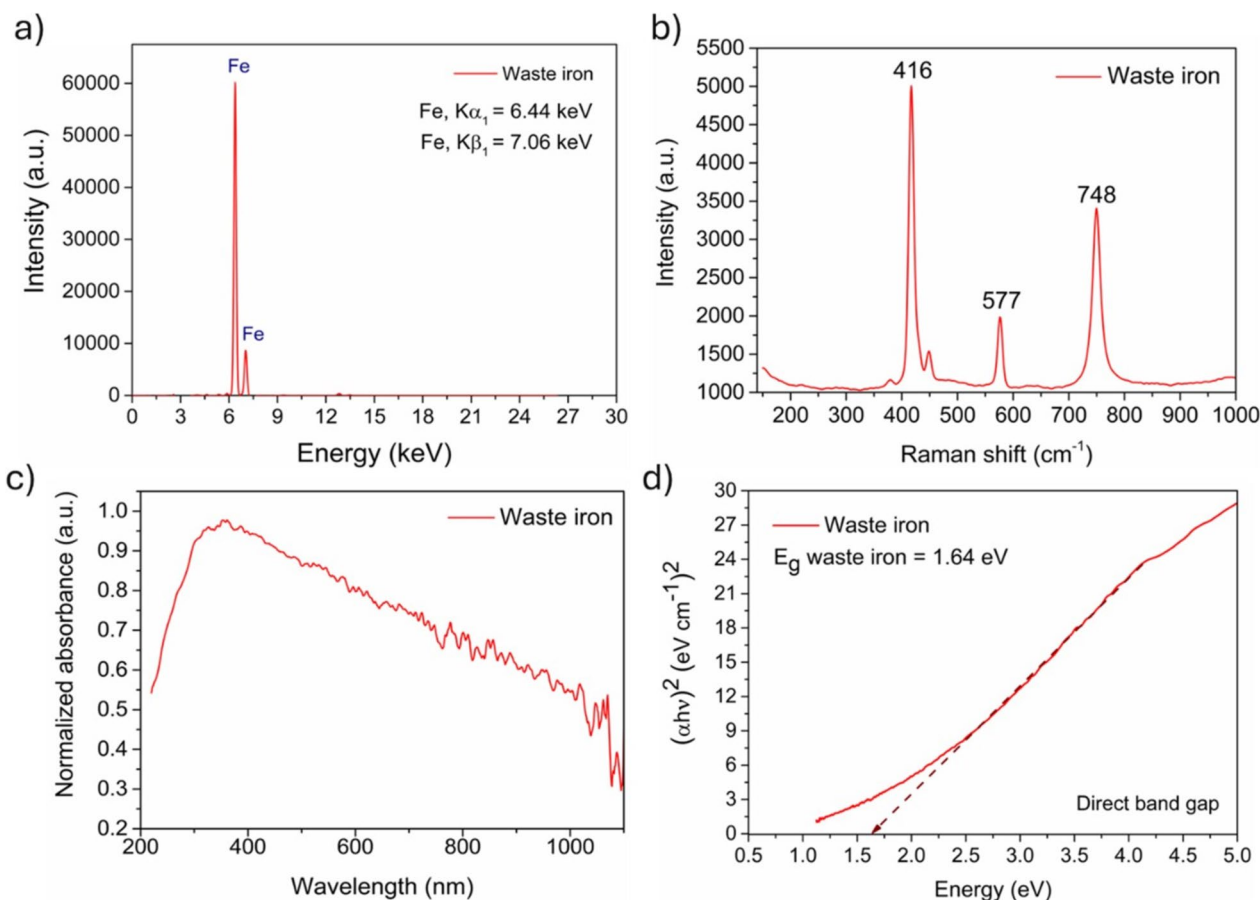 a)
Fe
Waste iron
Fe, Kα₁ = 6.44 keV
Fe, Kβ₁ = 7.06 keV
Fe
60000
50000
40000
30000
20000
10000
0
Intensity (a.u.)
0 3 6 9 12 15 18 21 24 27 30
Energy (keV)
b)
416
Waste iron
748
577
5500
5000
4500
4000
3500
3000
2500
2000
1500
1000
Intensity (a.u.)
200 300 400 500 600 700 800 900 1000
Raman shift (cm⁻¹)
c)
Waste iron
1.0
0.9
0.8
0.7
0.6
0.5
0.4
0.3
0.2
Normalized absorbance (a.u.)
200 400 600 800 1000
Wavelength (nm)
d)
Waste iron
E_g waste iron = 1.64 eV
Direct band gap
30
27
24
21
18
15
12
9
6
3
0
(αhν)² (eV cm⁻¹)²
0.5 1.0 1.5 2.0 2.5 3.0 3.5 4.0 4.5 5.0
Energy (eV)